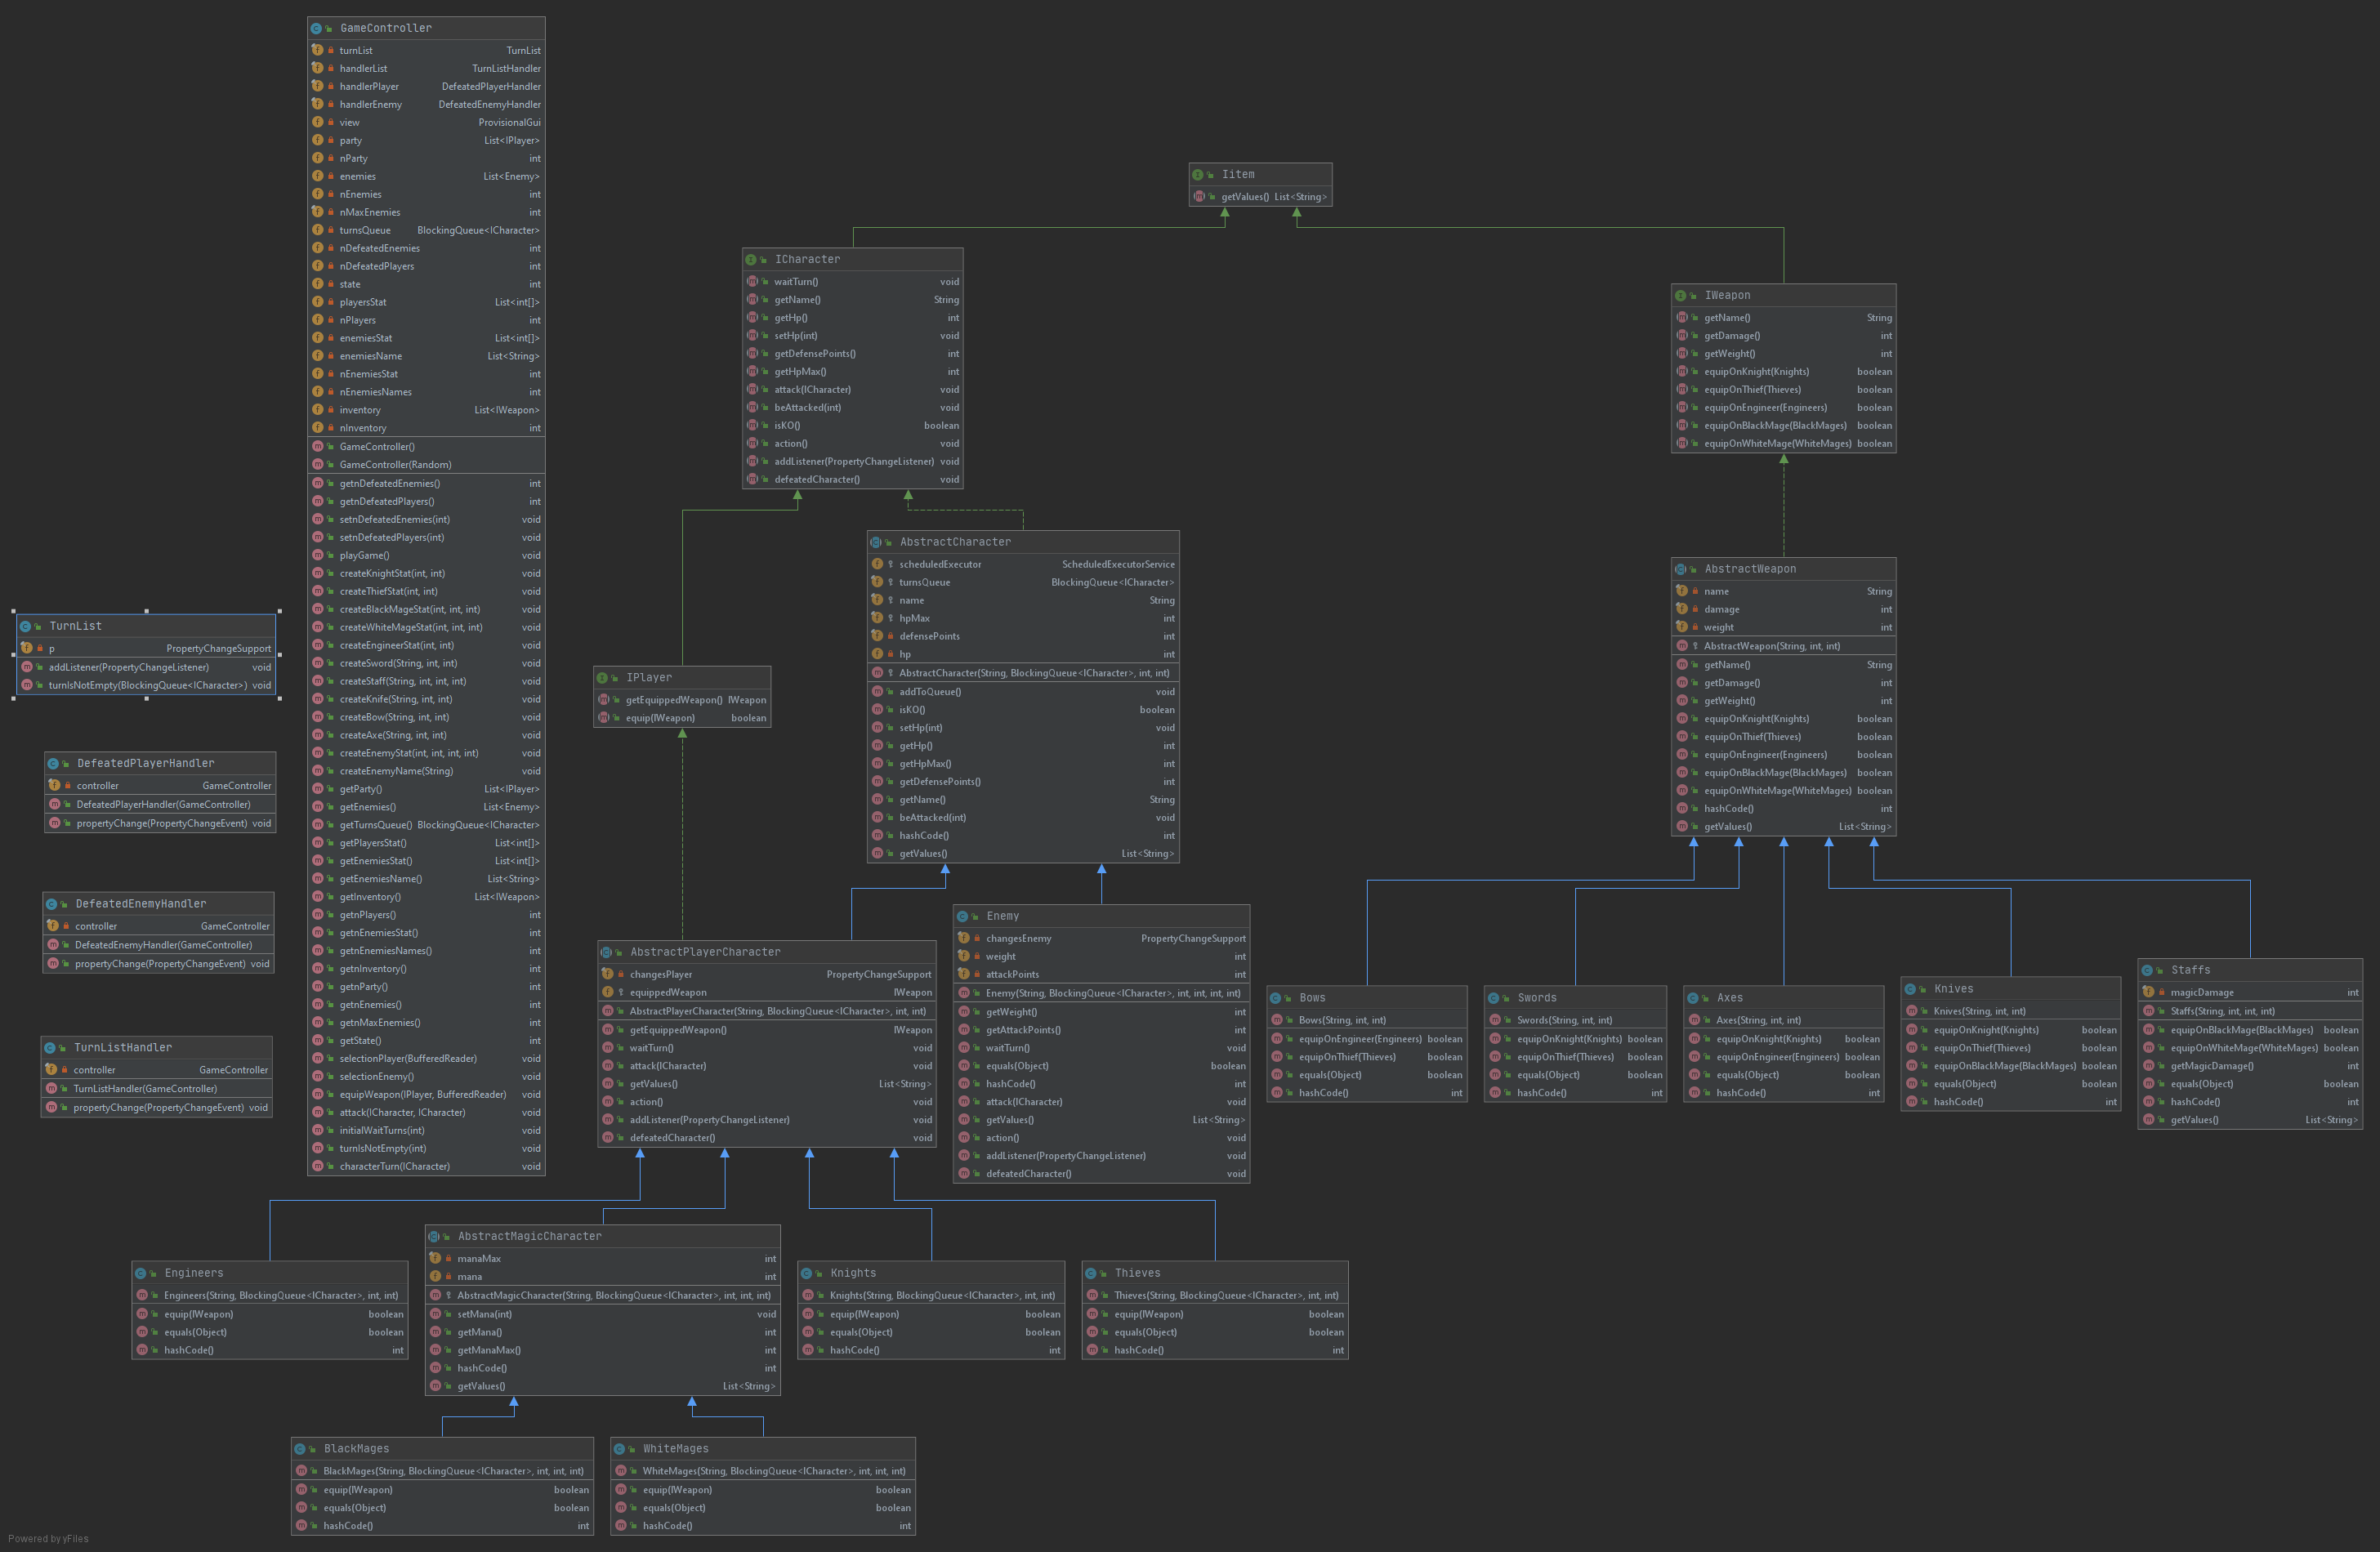 GameController
turnList TurnList
handlerList TurnListHandler
handlerPlayer DefeatedPlayerHandler
handlerEnemy DefeatedEnemyHandler
view ProvisionalGui
party List<IPlayer>
nParty int
enemies List<Enemy>
nEnemies int
nMaxEnemies int
turnsQueue BlockingQueue<ICharacter>
nDefeatedEnemies int
nDefeatedPlayers int
state int
playersStat List<int[]>
nPlayers int
enemiesStat List<int[]>
enemiesName List<String>
nEnemiesStat int
nEnemiesNames int
inventory List<IWeapon>
nInventory int
GameController()
GameController(Random)
getnDefeatedEnemies() int
getnDefeatedPlayers() int
setnDefeatedEnemies(int) void
setnDefeatedPlayers(int) void
playGame() void
createKnightStat(int, int) void
createThiefStat(int, int) void
createBlackMageStat(int, int, int) void
createWhiteMageStat(int, int, int) void
createEngineerStat(int, int) void
createSword(String, int, int) void
createStaff(String, int, int, int) void
createKnife(String, int, int) void
createBow(String, int, int) void
createAxe(String, int, int) void
createEnemyStat(int, int, int, int) void
createEnemyName(String) void
getParty() List<IPlayer>
getEnemies() List<Enemy>
getTurnsQueue() BlockingQueue<ICharacter>
getPlayersStat() List<int[]>
getEnemiesStat() List<int[]>
getEnemiesName() List<String>
getInventory() List<IWeapon>
getnPlayers() int
getnEnemiesStat() int
getnEnemiesNames() int
getnInventory() int
getnParty() int
getnEnemies() int
getnMaxEnemies() int
getState() int
selectionPlayer(BufferedReader) void
selectionEnemy() void
equipWeapon(IPlayer, BufferedReader) void
attack(ICharacter, ICharacter) void
initialWaitTurns(int) void
turnIsNotEmpty(int) void
characterTurn(ICharacter) void
TurnList
p PropertyChangeSupport
addListener(PropertyChangeListener) void
turnIsNotEmpty(BlockingQueue<ICharacter>) void
DefeatedPlayerHandler
controller GameController
DefeatedPlayerHandler(GameController)
propertyChange(PropertyChangeEvent) void
DefeatedEnemyHandler
controller GameController
DefeatedEnemyHandler(GameController)
propertyChange(PropertyChangeEvent) void
TurnListHandler
controller GameController
TurnListHandler(GameController)
propertyChange(PropertyChangeEvent) void
Iitem
getValues() List<String>
ICharacter
waitTurn() void
getName() String
getHp() int
setHp(int) void
getDefensePoints() int
getHpMax() int
attack(ICharacter) void
beAttacked(int) void
isKO() boolean
action() void
addListener(PropertyChangeListener) void
defeatedCharacter() void
IWeapon
getName() String
getDamage() int
getWeight() int
equipOnKnight(Knights) boolean
equipOnThief(Thieves) boolean
equipOnEngineer(Engineers) boolean
equipOnBlackMage(BlackMages) boolean
equipOnWhiteMage(WhiteMages) boolean
AbstractCharacter
scheduledExecutor ScheduledExecutorService
turnsQueue BlockingQueue<ICharacter>
name String
hpMax int
defensePoints int
hp int
AbstractCharacter(String, BlockingQueue<ICharacter>, int, int)
addToQueue() void
isKO() boolean
setHp(int) void
getHp() int
getHpMax() int
getDefensePoints() int
getName() String
beAttacked(int) void
hashCode() int
getValues() List<String>
AbstractWeapon
name String
damage int
weight int
AbstractWeapon(String, int, int)
getName() String
getDamage() int
getWeight() int
equipOnKnight(Knights) boolean
equipOnThief(Thieves) boolean
equipOnEngineer(Engineers) boolean
equipOnBlackMage(BlackMages) boolean
equipOnWhiteMage(WhiteMages) boolean
hashCode() int
getValues() List<String>
IPlayer
getEquippedWeapon() IWeapon
equip(IWeapon) boolean
AbstractPlayerCharacter
changesPlayer PropertyChangeSupport
equippedWeapon IWeapon
AbstractPlayerCharacter(String, BlockingQueue<ICharacter>, int, int)
getEquippedWeapon() IWeapon
waitTurn() void
attack(ICharacter) void
getValues() List<String>
action() void
addListener(PropertyChangeListener) void
defeatedCharacter() void
Enemy
changesEnemy PropertyChangeSupport
weight int
attackPoints int
Enemy(String, BlockingQueue<ICharacter>, int, int, int, int)
getWeight() int
getAttackPoints() int
waitTurn() void
equals(Object) boolean
hashCode() int
attack(ICharacter) void
getValues() List<String>
action() void
addListener(PropertyChangeListener) void
defeatedCharacter() void
Bows
Bows(String, int, int)
equipOnEngineer(Engineers) boolean
equipOnThief(Thieves) boolean
equals(Object) boolean
hashCode() int
Swords
Swords(String, int, int)
equipOnKnight(Knights) boolean
equipOnThief(Thieves) boolean
equals(Object) boolean
hashCode() int
Axes
Axes(String, int, int)
equipOnKnight(Knights) boolean
equipOnEngineer(Engineers) boolean
equals(Object) boolean
hashCode() int
Knives
Knives(String, int, int)
equipOnKnight(Knights) boolean
equipOnThief(Thieves) boolean
equipOnBlackMage(BlackMages) boolean
equals(Object) boolean
hashCode() int
Staffs
magicDamage int
Staffs(String, int, int, int)
equipOnBlackMage(BlackMages) boolean
equipOnWhiteMage(WhiteMages) boolean
getMagicDamage() int
equals(Object) boolean
hashCode() int
getValues() List<String>
Engineers
Engineers(String, BlockingQueue<ICharacter>, int, int)
equip(IWeapon) boolean
equals(Object) boolean
hashCode() int
AbstractMagicCharacter
manaMax int
mana int
AbstractMagicCharacter(String, BlockingQueue<ICharacter>, int, int, int)
setMana(int) void
getMana() int
getManaMax() int
hashCode() int
getValues() List<String>
Knights
Knights(String, BlockingQueue<ICharacter>, int, int)
equip(IWeapon) boolean
equals(Object) boolean
hashCode() int
Thieves
Thieves(String, BlockingQueue<ICharacter>, int, int)
equip(IWeapon) boolean
equals(Object) boolean
hashCode() int
BlackMages
BlackMages(String, BlockingQueue<ICharacter>, int, int, int)
equip(IWeapon) boolean
equals(Object) boolean
hashCode() int
WhiteMages
WhiteMages(String, BlockingQueue<ICharacter>, int, int, int)
equip(IWeapon) boolean
equals(Object) boolean
hashCode() int
Powered by yFiles